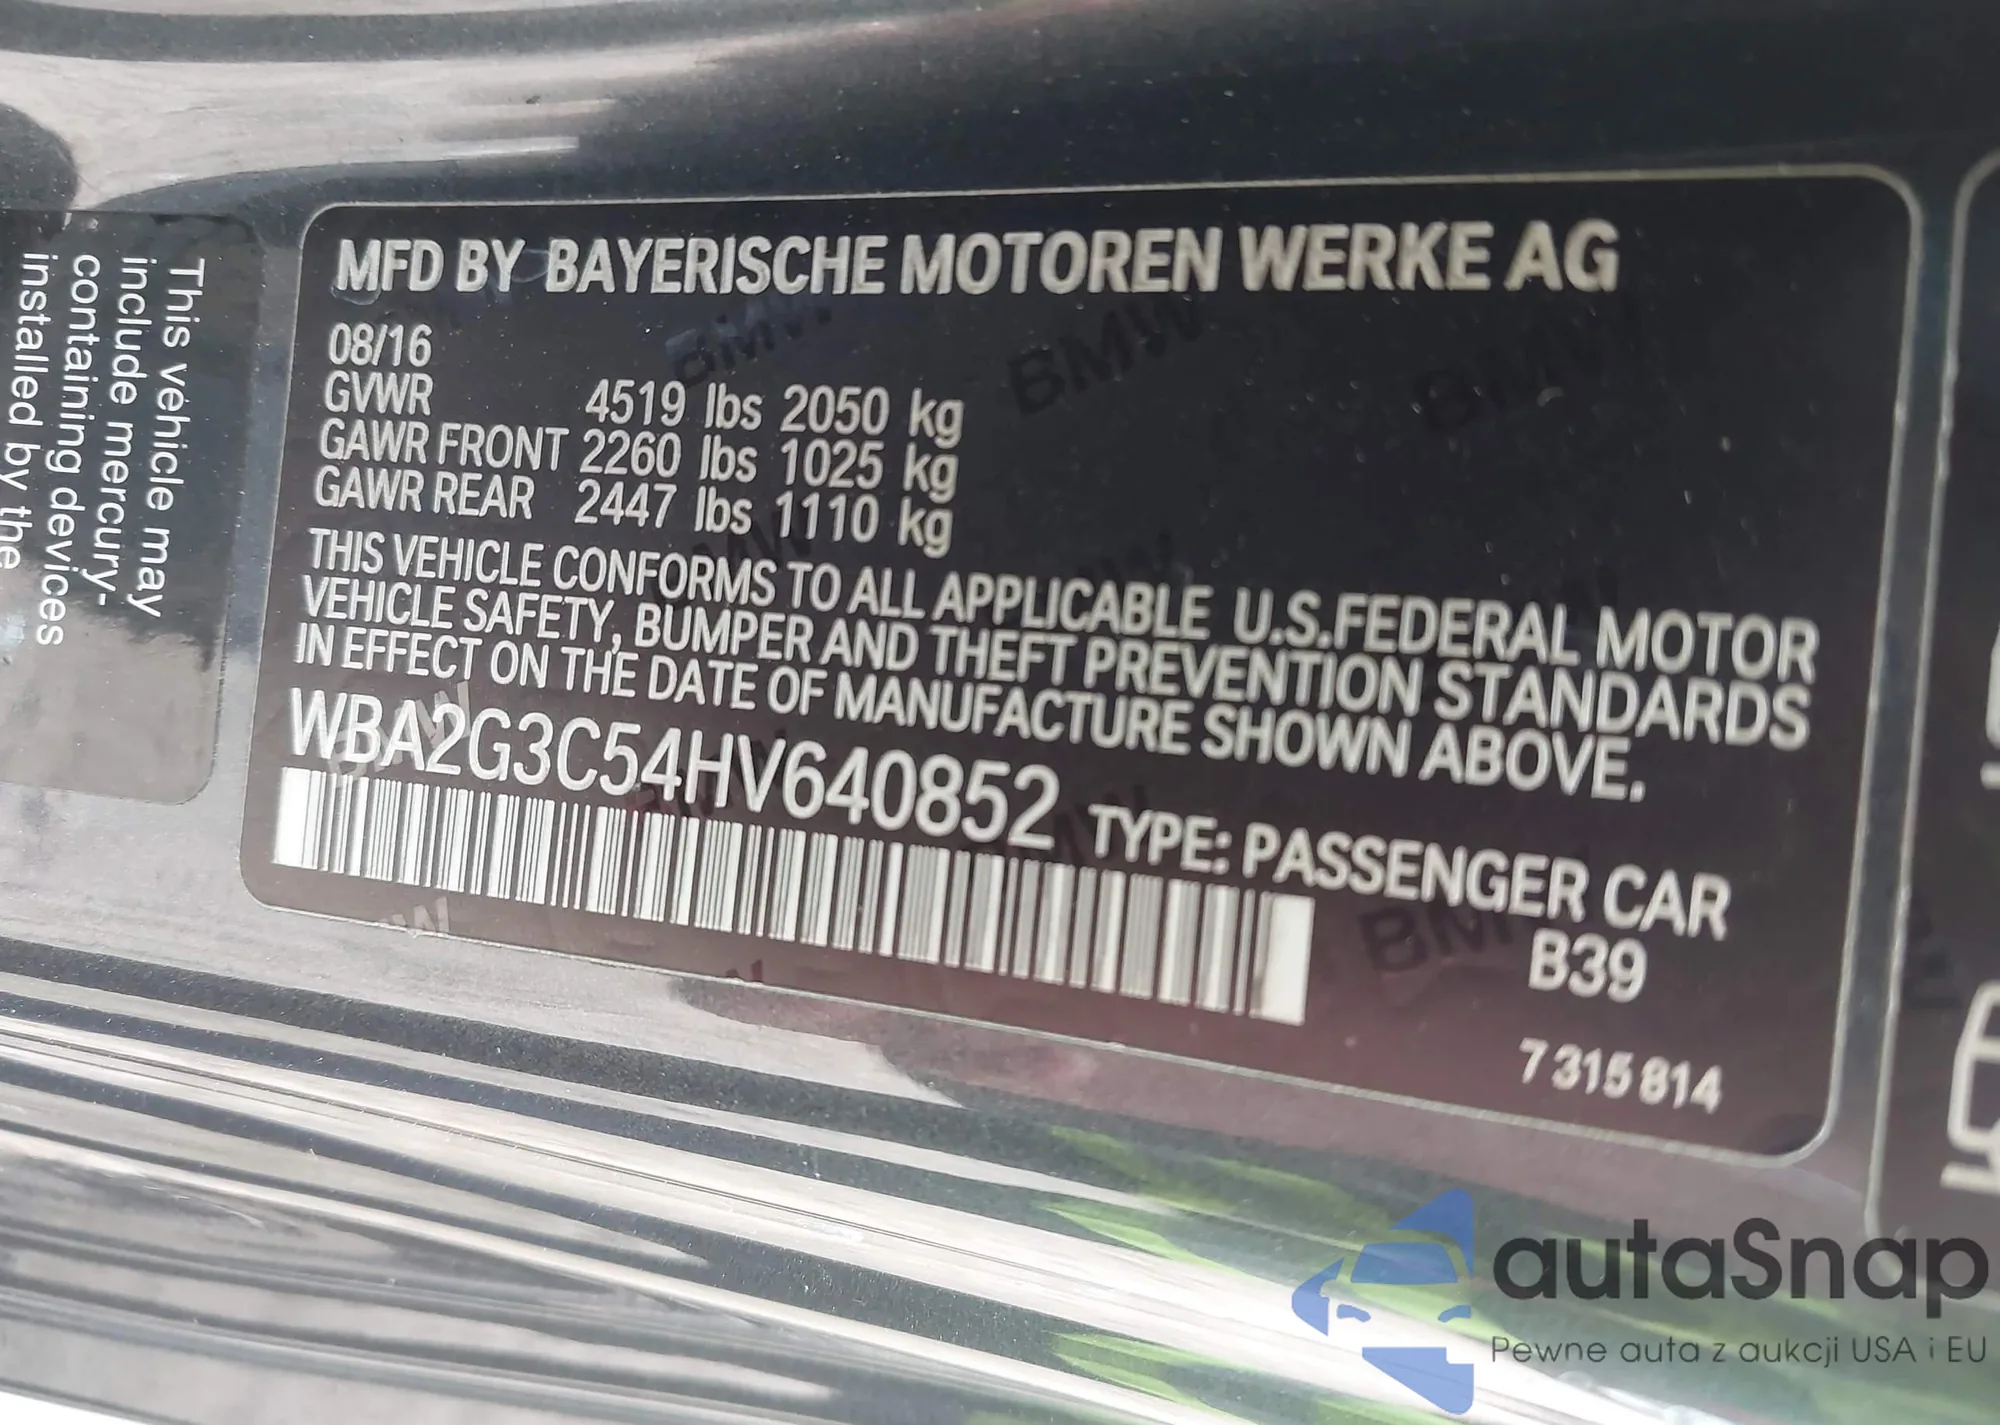 This vehicle may
include mercury-
containing devices
installed by the
MFD BY BAYERISCHE MOTOREN WERKE AG
08/16
GVWR 4519 lbs 2050 kg
GAWR FRONT 2260 lbs 1025 kg
GAWR REAR 2447 lbs 1110 kg
THIS VEHICLE CONFORMS TO ALL APPLICABLE U.S.FEDERAL MOTOR
VEHICLE SAFETY, BUMPER AND THEFT PREVENTION STANDARDS
IN EFFECT ON THE DATE OF MANUFACTURE SHOWN ABOVE.
WBA2G3C54HV640852 TYPE: PASSENGER CAR
B39
7 315 814
autaSnap
Pewne auta z aukcji USA i EU